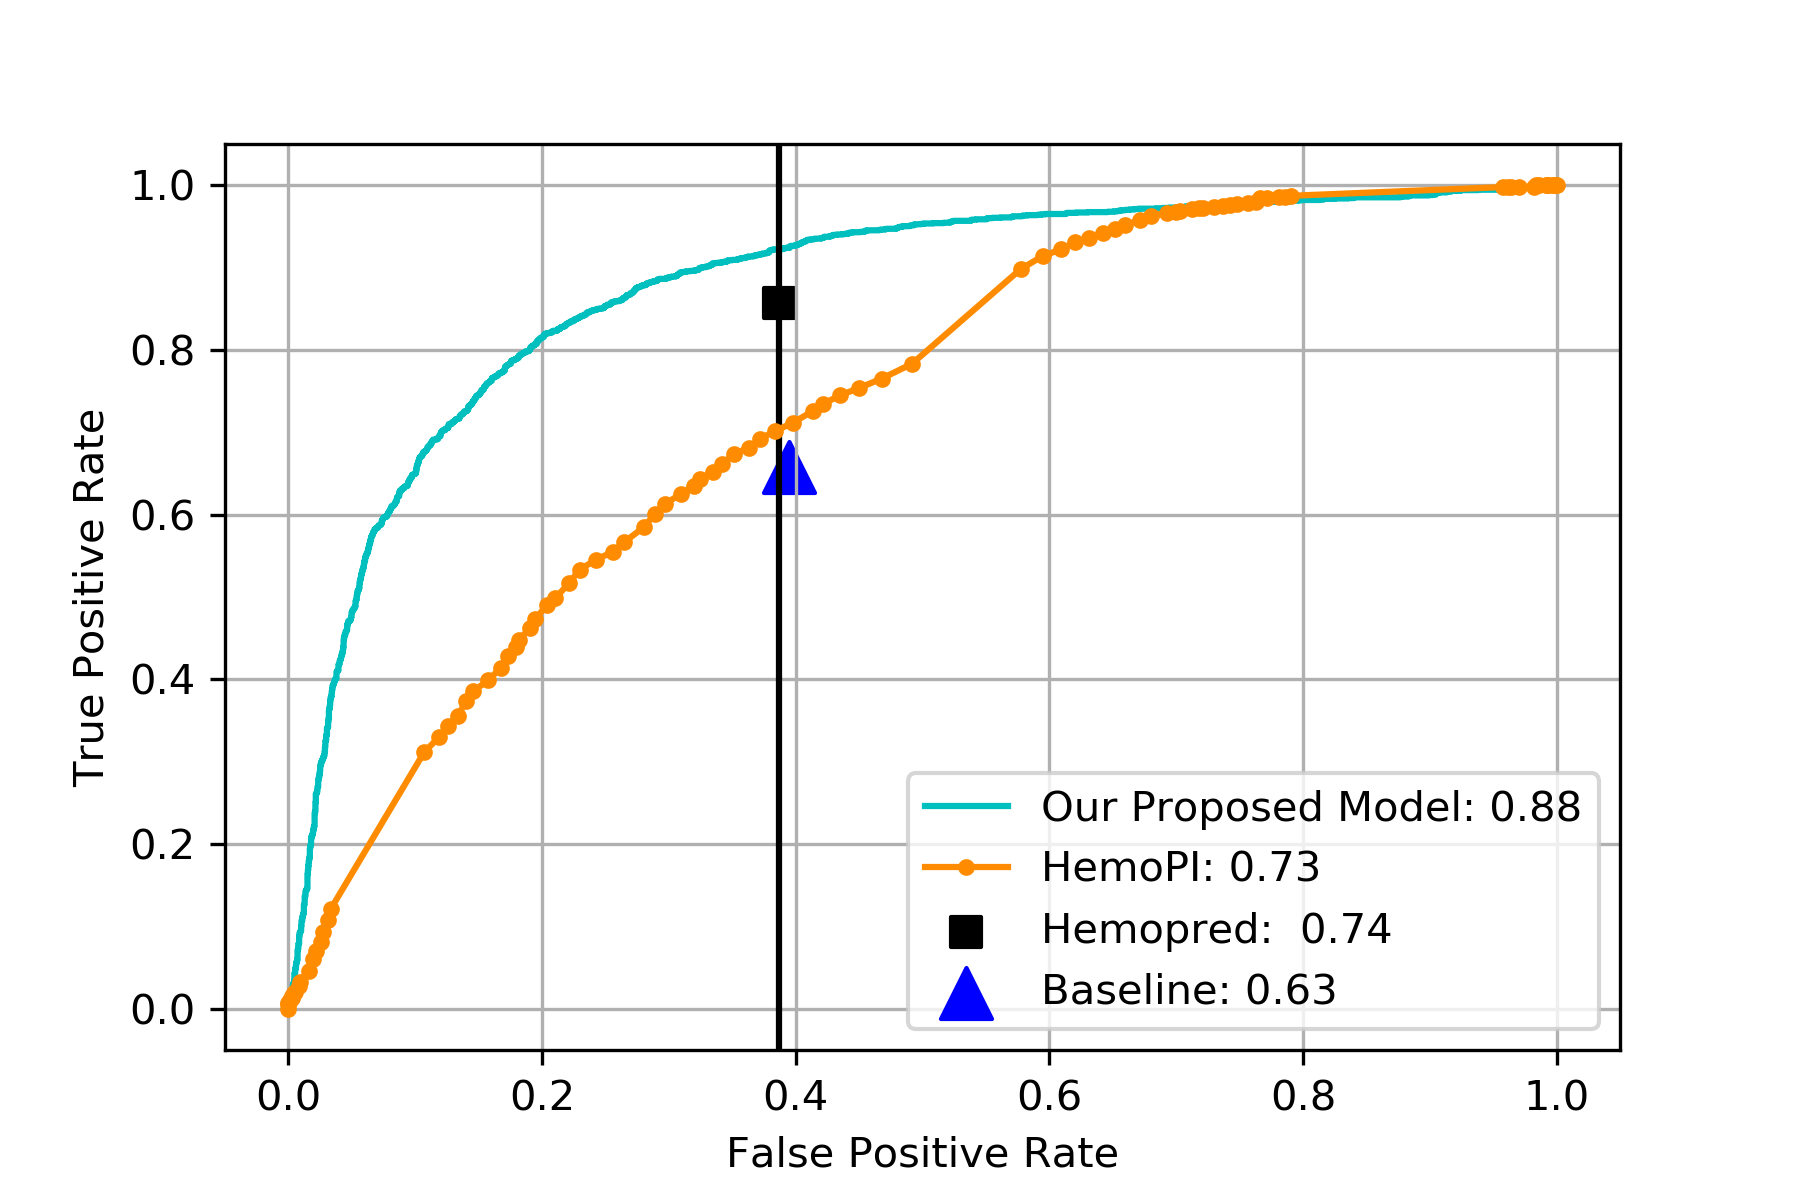 1.0
0.8
0.6
0.4
0.2
0.0
True Positive Rate
Our Proposed Model: 0.88
HemoPI: 0.73
Hemopred:  0.74
Baseline: 0.63
0.0 0.2 0.4 0.6 0.8 1.0
False Positive Rate